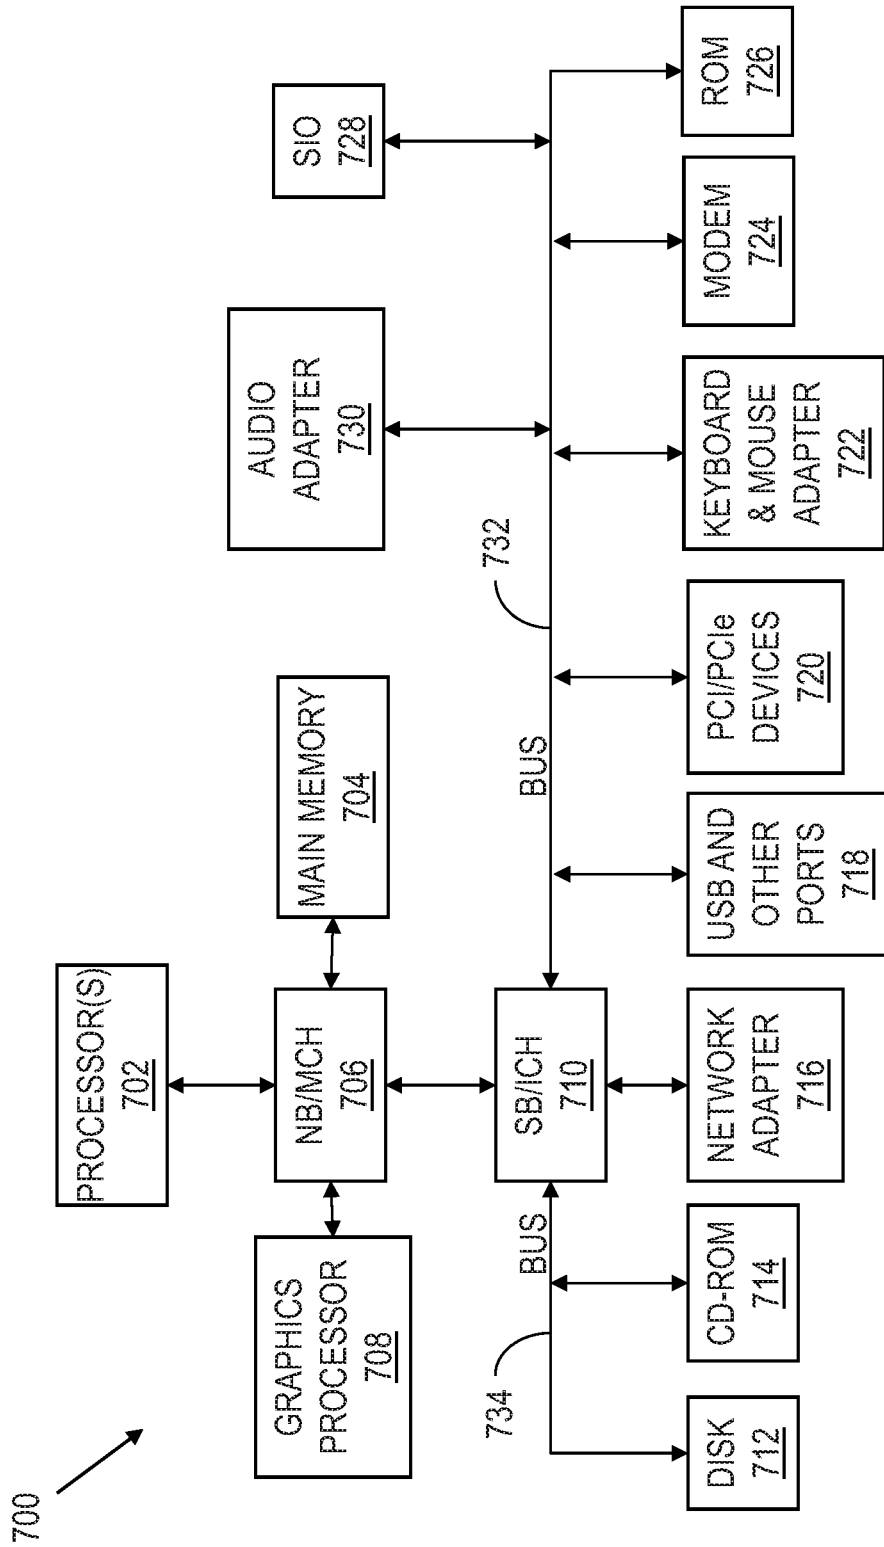 700
PROCESSOR(S)
702
GRAPHICS
PROCESSOR
708
NB/MCH
706
MAIN MEMORY
704
AUDIO
ADAPTER
730
SIO
728
734
BUS
SB/ICH
710
BUS
732
DISK
712
CD-ROM
714
NETWORK
ADAPTER
716
USB AND
OTHER
PORTS
718
PCI/PCIe
DEVICES
720
KEYBOARD
& MOUSE
ADAPTER
722
MODEM
724
ROM
726